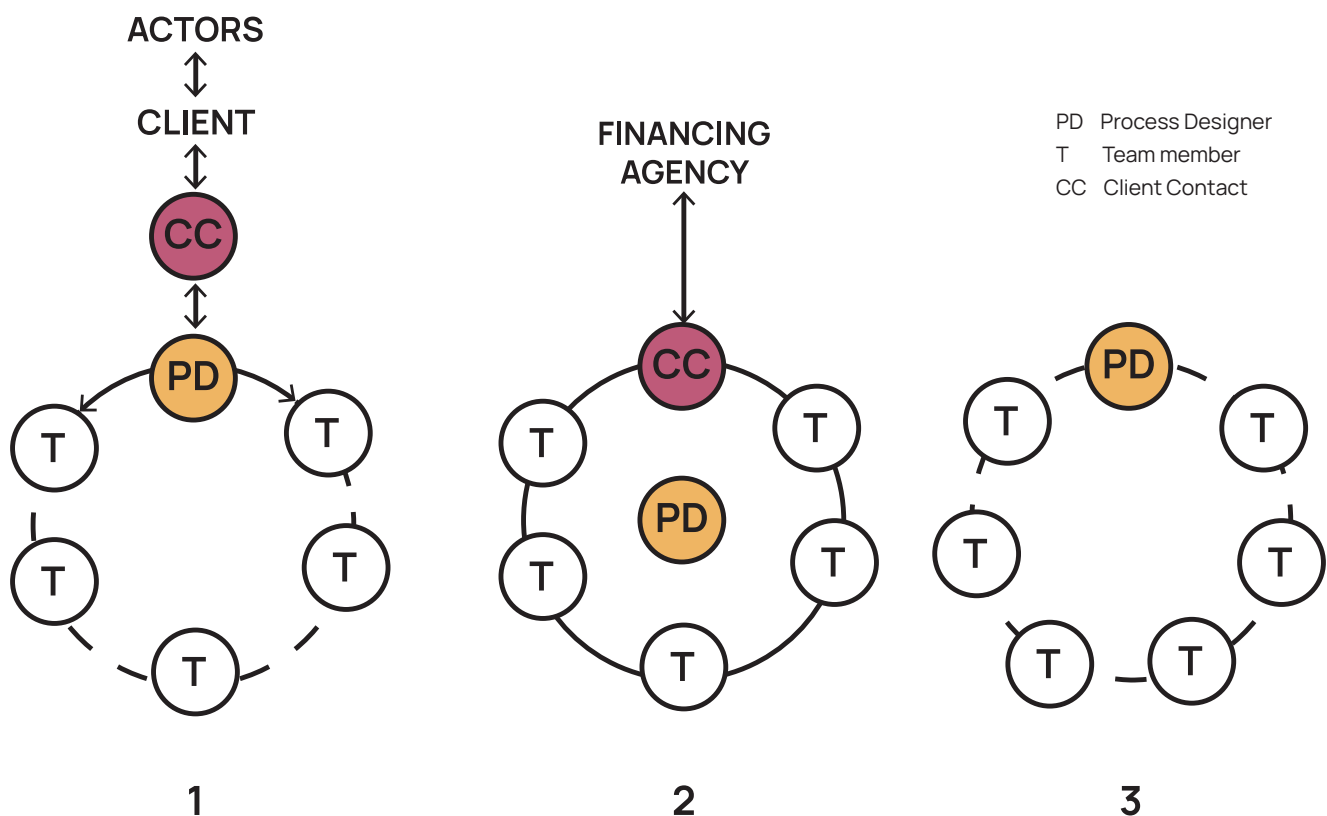 ACTORS
CLIENT
CC
PD
T
T
T
T
T
1
FINANCING
AGENCY
CC
T
T
PD
T
T
T
2
PD Process Designer
T Team member
CC Client Contact
PD
T
T
T
T
T
T
3